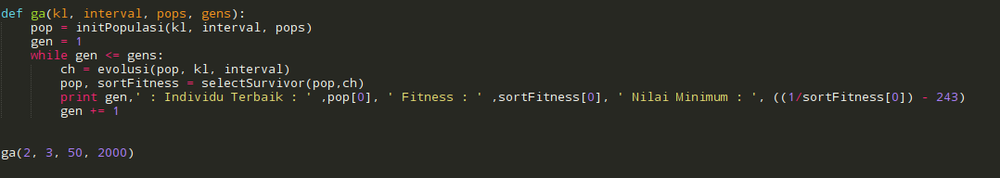 def ga(kl, interval, pops, gens):
    pop = initPopulasi(kl, interval, pops)
    gen = 1
    while gen <= gens:
        ch = evolusi(pop, kl, interval)
        pop, sortFitness = selectSurvivor(pop,ch)
        print gen,' : Individu Terbaik : ' ,pop[0], ' Fitness : ' ,sortFitness[0], ' Nilai Minimum : ', ((1/sortFitness[0]) - 243)
        gen += 1
ga(2, 3, 50, 2000)